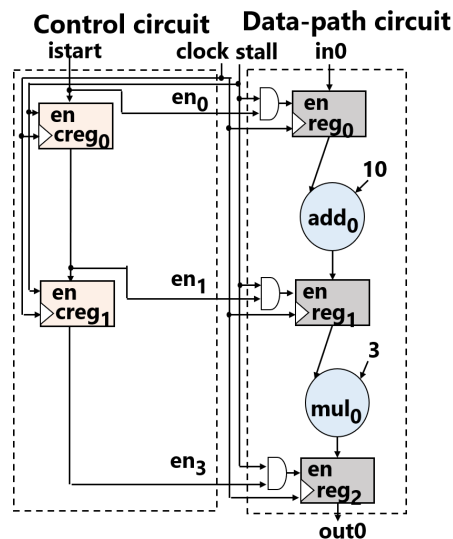 Control circuit
Data-path circuit
istart
clock
stall
in0
en0
en
creg0
en
reg0
10
add0
en1
en
creg1
en
reg1
3
mul0
en3
en
reg2
out0